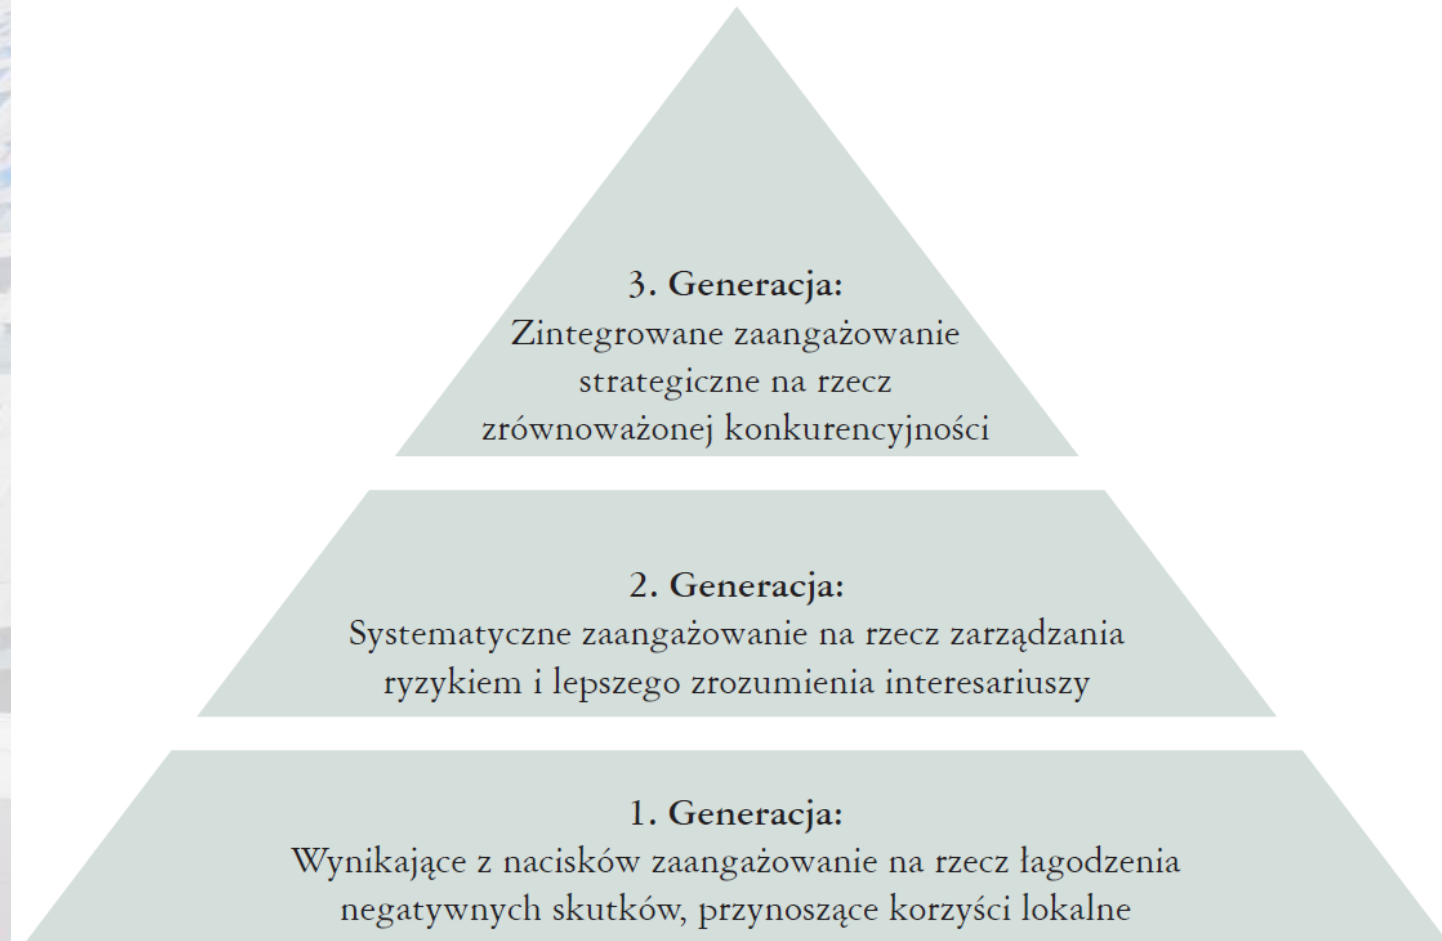 3. Generacja:
Zintegrowane zaangażowanie
strategiczne na rzecz
zrównoważonej konkurencyjności
2. Generacja:
Systematyczne zaangażowanie na rzecz zarządzania
ryzykiem i lepszego zrozumienia interesariuszy
1. Generacja:
Wynikające z nacisków zaangażowanie na rzecz łagodzenia
negatywnych skutków, przynoszące korzyści lokalne